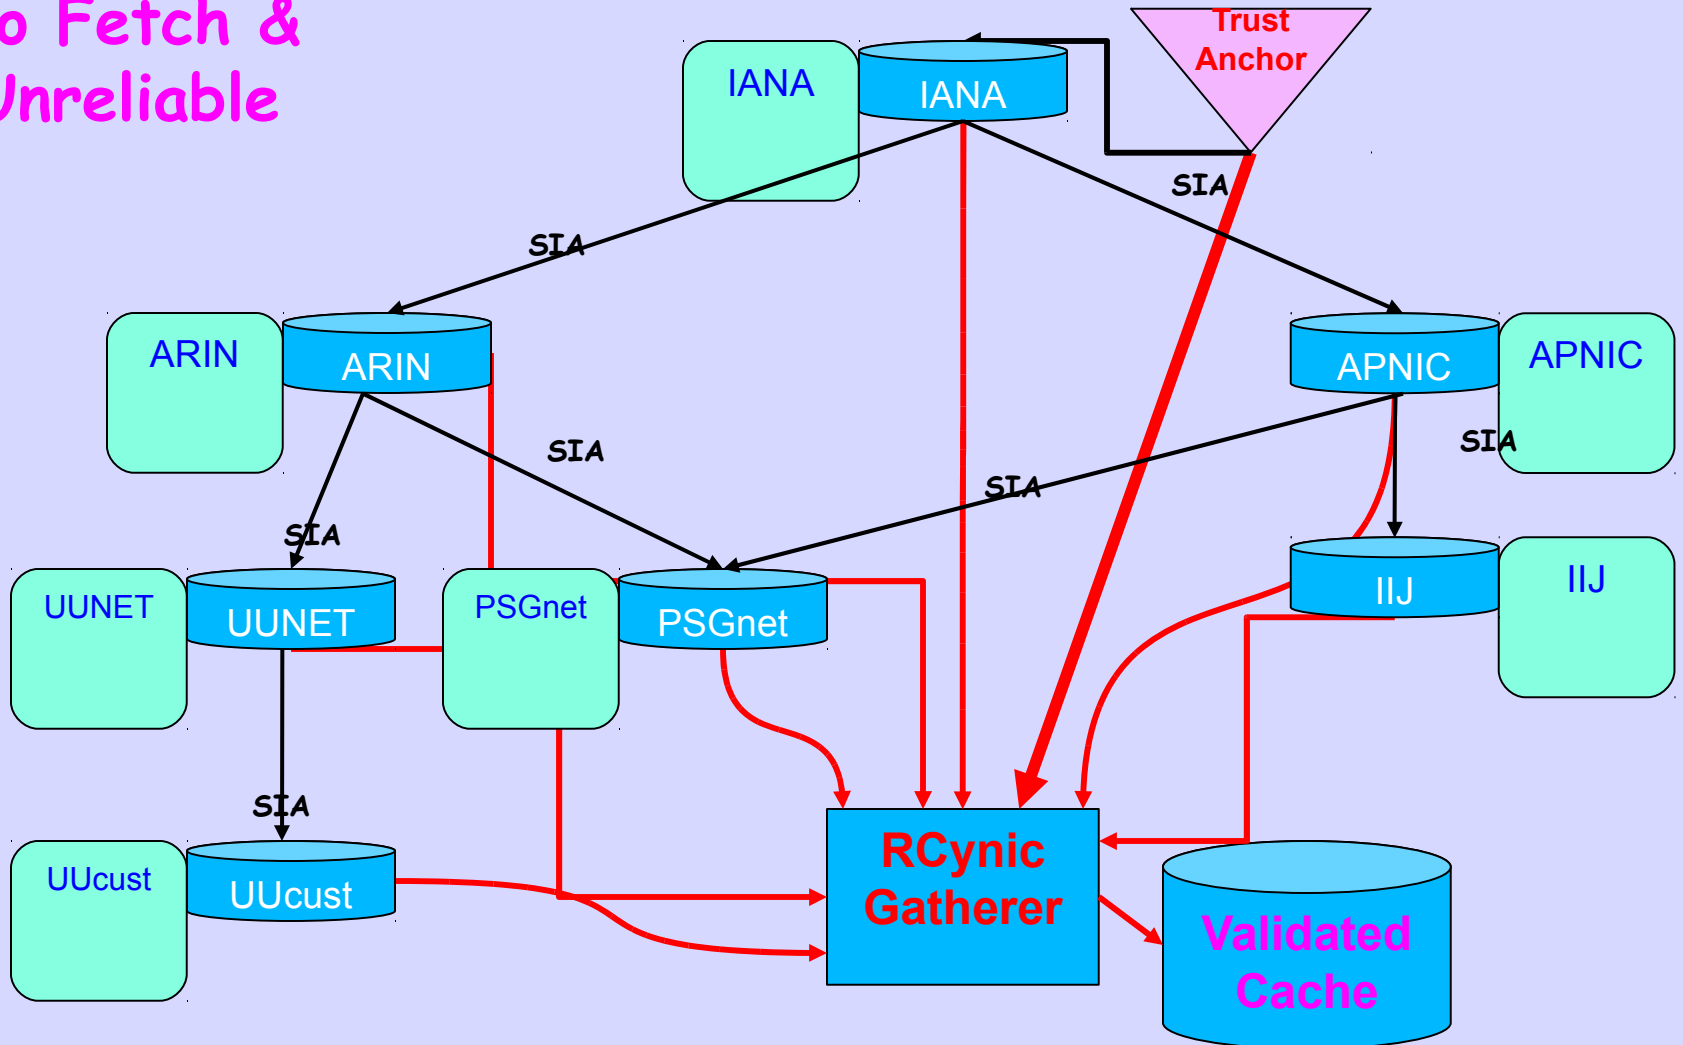 o Fetch &
Unreliable
Trust
Anchor
IANA
IANA
SIA
SIA
ARIN
ARIN
APNIC
APNIC
SIA
SIA
SIA
SIA
UUNET
UUNET
PSGnet
PSGnet
IIJ
IIJ
SIA
UUcust
UUcust
RCynic
Gatherer
Validated
Cache